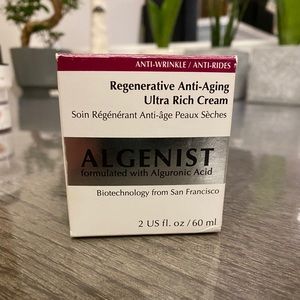 ANTI-WRINKLE / ANTI-RIDES
Regenerative Anti-Aging
Ultra Rich Cream
Soin Régénérant Anti-âge Peaux Sèches
ALGENIST
formulated with Alguronic Acid
Biotechnology from San Francisco
2 US fl. oz / 60 ml